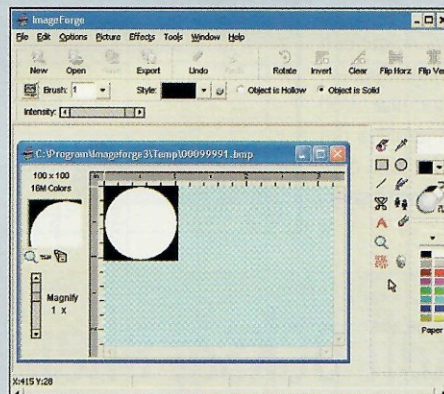 ImageForge
File Edit Options Picture Effects Tools Window Help
New Open Export Undo Rotate Invert Clear Flip Horz Flip Ve
Brush: 1 Style: Object is Hollow Object is Solid
Intensity:
C:\Program\Imageforge3\Temp\00099991.bmp
100 x 100
16M Colors
Magnify
1 x
A
Paper
X:415 Y:28